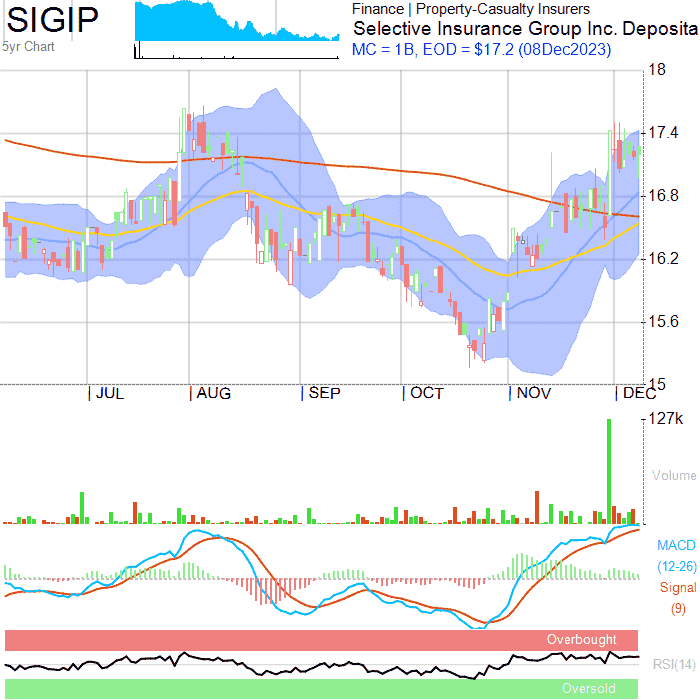 SIGIP
5yr Chart
Finance | Property-Casualty Insurers
Selective Insurance Group Inc. Deposita
MC = 1B, EOD = $17.2 (08Dec2023)
18
17.4
16.8
16.2
15.6
15
JUL AUG SEP OCT NOV DEC
127k
Volume
MACD
(12-26)
Signal
(9)
Overbought
RSI(14)
Oversold